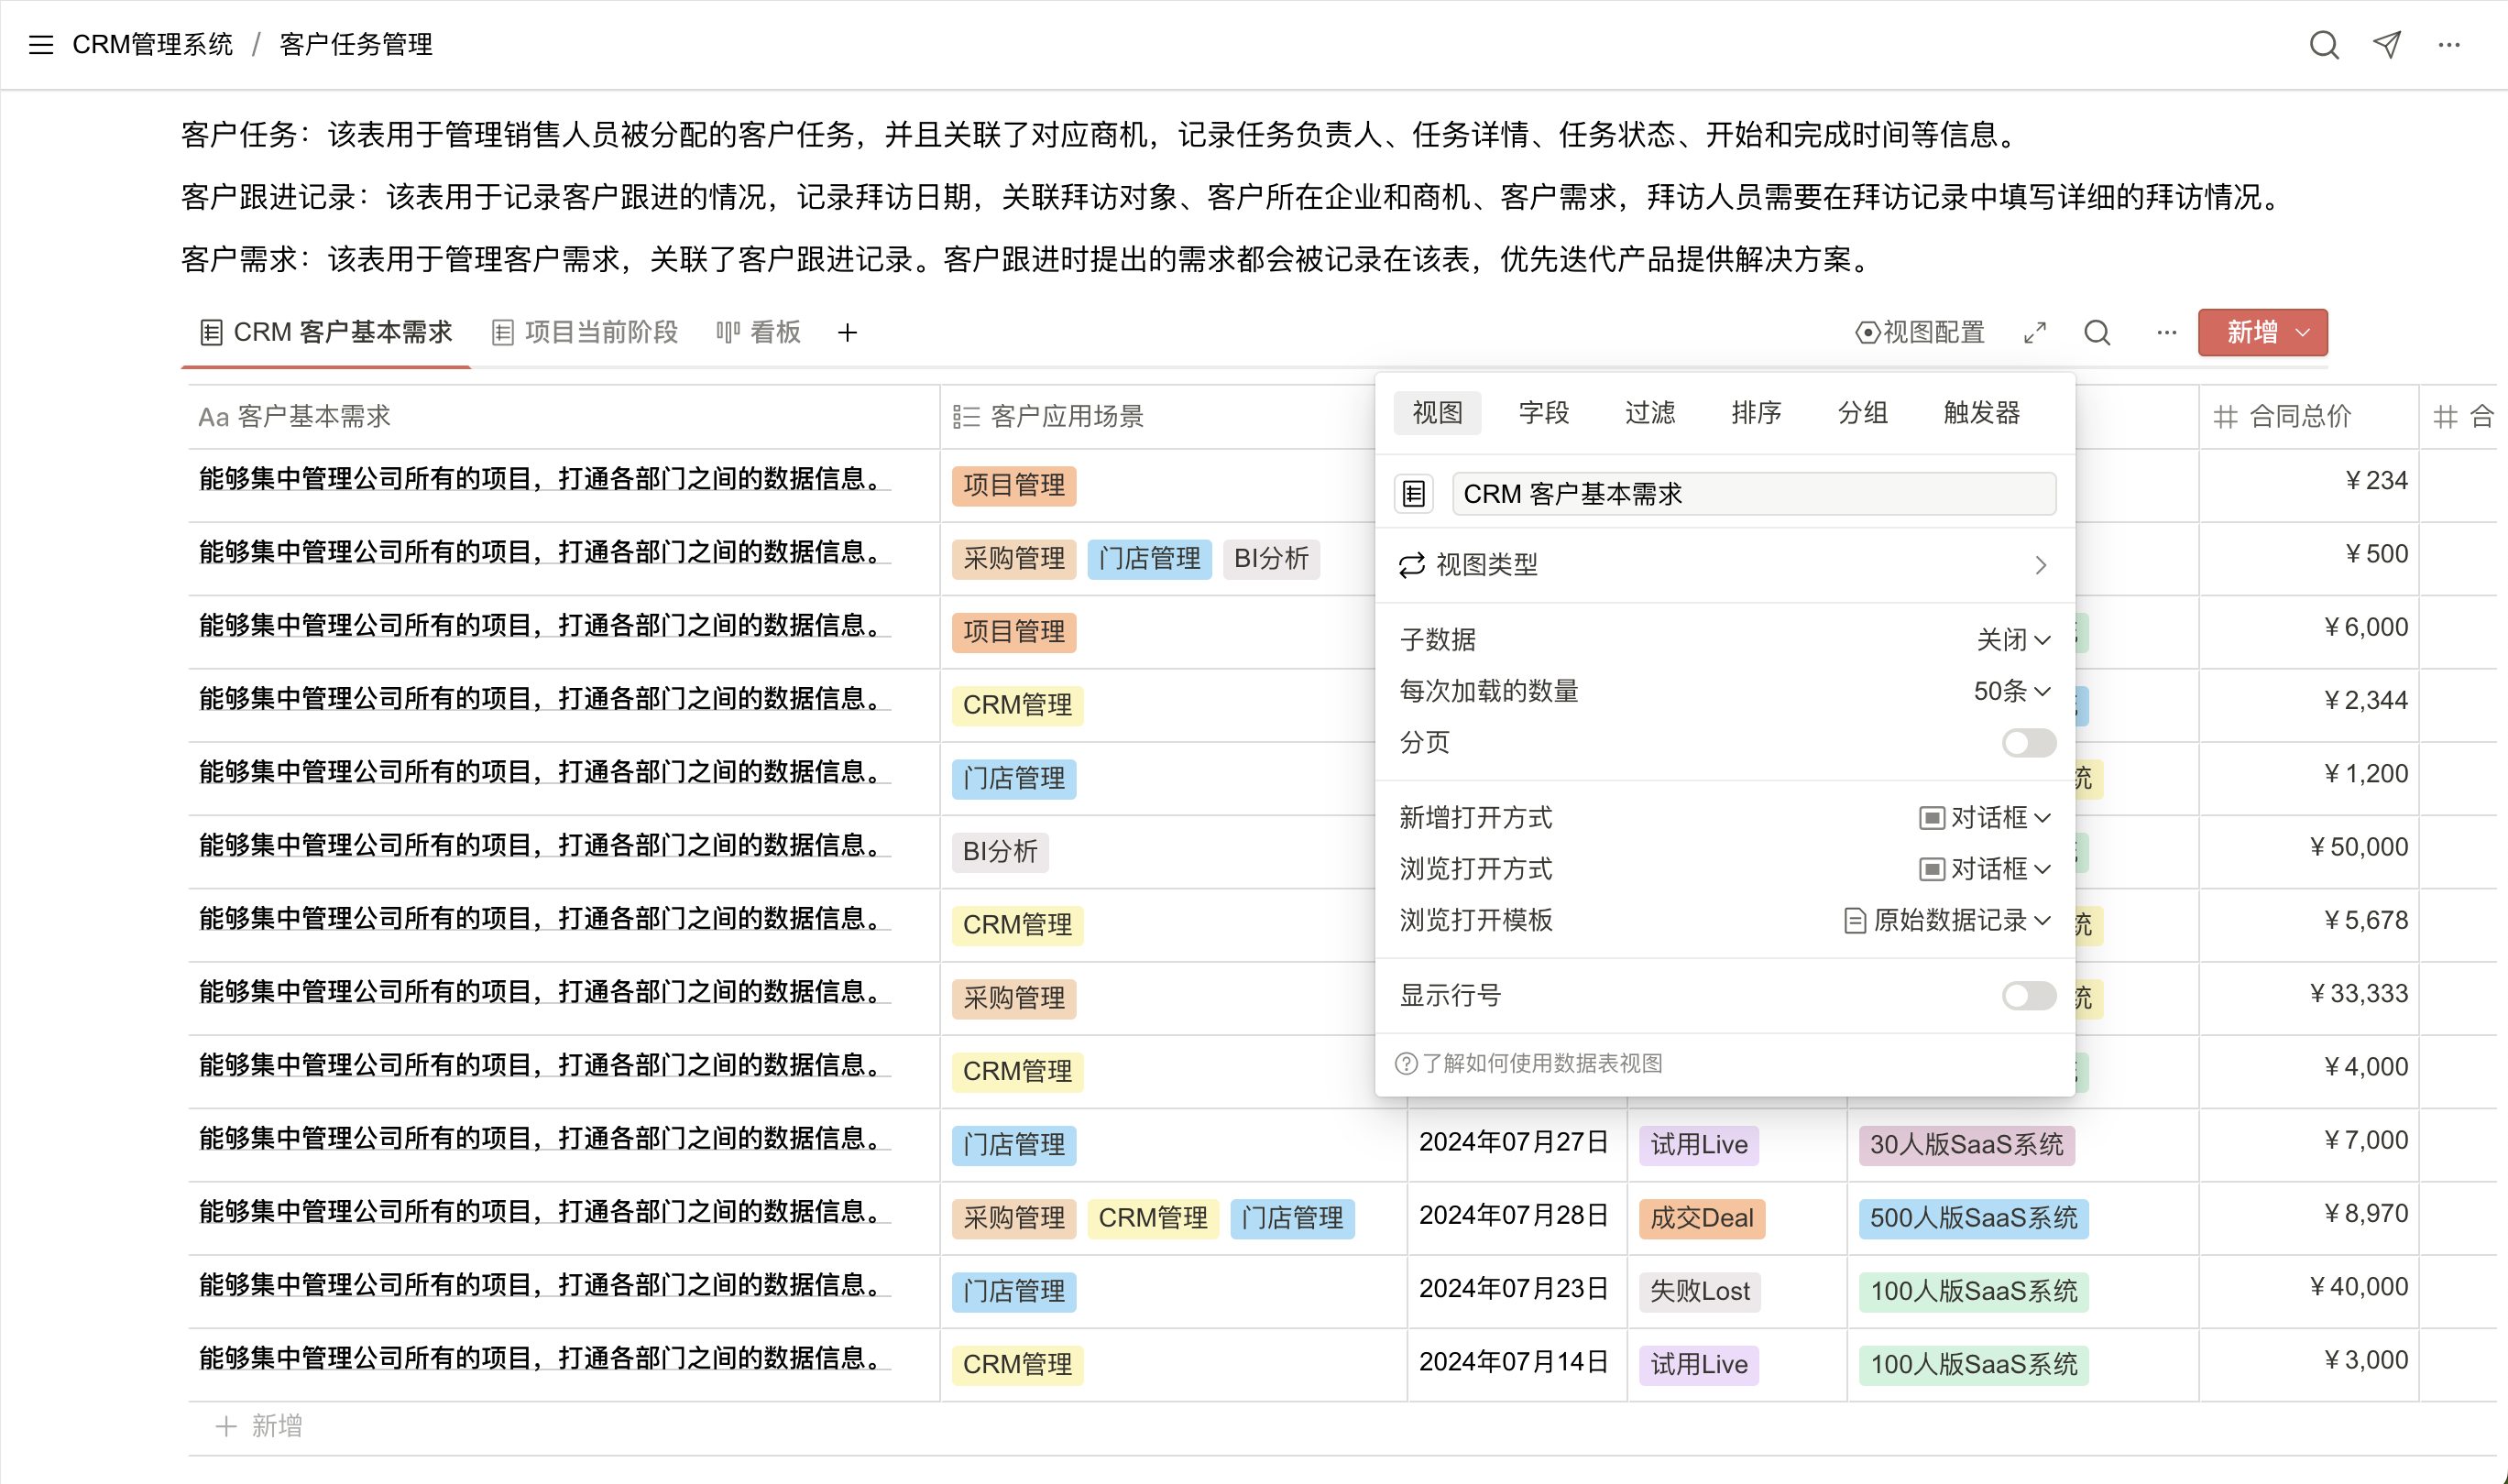 CRM管理系统 / 客户任务管理
客户任务：该表用于管理销售人员被分配的客户任务，并且关联了对应商机，记录任务负责人、任务详情、任务状态、开始和完成时间等信息。
客户跟进记录：该表用于记录客户跟进的情况，记录拜访日期，关联拜访对象、客户所在企业和商机、客户需求，拜访人员需要在拜访记录中填写详细的拜访情况。
客户需求：该表用于管理客户需求，关联了客户跟进记录。客户跟进时提出的需求都会被记录在该表，优先迭代产品提供解决方案。
CRM 客户基本需求 项目当前阶段 看板 视图配置 新增
Aa 客户基本需求 客户应用场景 合同总价 合
能够集中管理公司所有的项目，打通各部门之间的数据信息。 项目管理 ¥234
能够集中管理公司所有的项目，打通各部门之间的数据信息。 采购管理 门店管理 BI分析 ¥500
能够集中管理公司所有的项目，打通各部门之间的数据信息。 项目管理 ¥6,000
能够集中管理公司所有的项目，打通各部门之间的数据信息。 CRM管理 ¥2,344
能够集中管理公司所有的项目，打通各部门之间的数据信息。 门店管理 统 ¥1,200
能够集中管理公司所有的项目，打通各部门之间的数据信息。 BI分析 ¥50,000
能够集中管理公司所有的项目，打通各部门之间的数据信息。 CRM管理 统 ¥5,678
能够集中管理公司所有的项目，打通各部门之间的数据信息。 采购管理 统 ¥33,333
能够集中管理公司所有的项目，打通各部门之间的数据信息。 CRM管理 ¥4,000
能够集中管理公司所有的项目，打通各部门之间的数据信息。 门店管理 2024年07月27日 试用Live 30人版SaaS系统 ¥7,000
能够集中管理公司所有的项目，打通各部门之间的数据信息。 采购管理 CRM管理 门店管理 2024年07月28日 成交Deal 500人版SaaS系统 ¥8,970
能够集中管理公司所有的项目，打通各部门之间的数据信息。 门店管理 2024年07月23日 失败Lost 100人版SaaS系统 ¥40,000
能够集中管理公司所有的项目，打通各部门之间的数据信息。 CRM管理 2024年07月14日 试用Live 100人版SaaS系统 ¥3,000
新增
视图 字段 过滤 排序 分组 触发器
CRM 客户基本需求
视图类型
子数据 关闭
每次加载的数量 50条
分页
新增打开方式 对话框
浏览打开方式 对话框
浏览打开模板 原始数据记录
显示行号
了解如何使用数据表视图